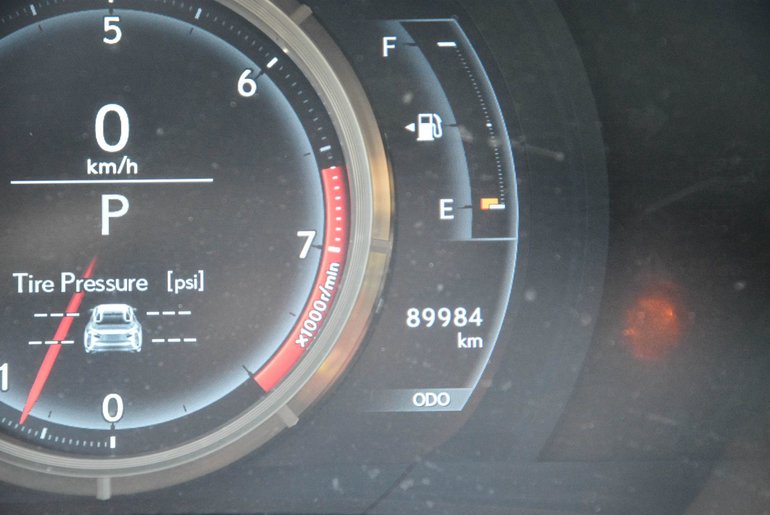 5
6
0
km/h
P
7
Tire Pressure [psi]
-- -- -- --
-- -- -- --
x1000r/min
1
0
F
E
89984
km
ODO